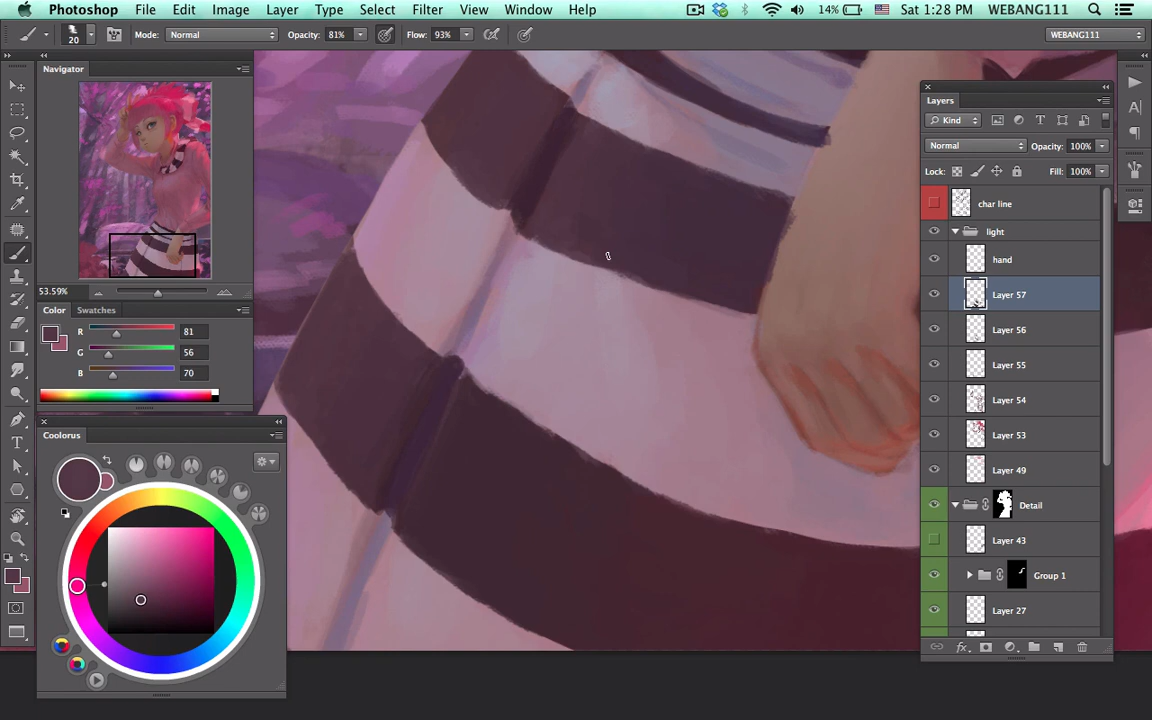 Photoshop File Edit Image Layer Type Select Filter View Window Help 14% Sat 1:28 PM WEBANG111
20 Mode: Normal Opacity: 81% Flow: 93% WEBANG111
Navigator
53.59%
Color Swatches
R 81
G 56
B 70
Coolorus
Layers
Kind
Normal Opacity: 100%
Lock: Fill: 100%
char line
light
hand
Layer 57
Layer 56
Layer 55
Layer 54
Layer 53
Layer 49
Detail
Layer 43
Group 1
Layer 27